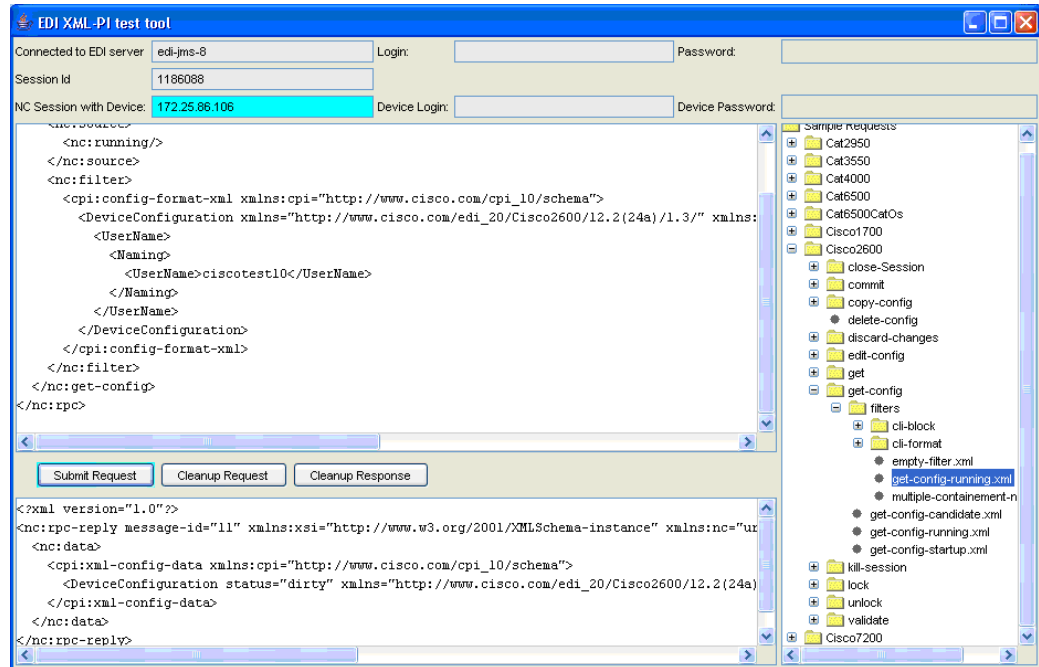 EDI XML-PI test tool
Connected to EDI server edi-jms-8 Login: Password:
Session Id 1186088
NC Session with Device: 172.25.86.106 Device Login: Device Password:
<nc:source>
<nc:running/>
</nc:source>
<nc:filter>
<cpi:config-format-xml xmlns:cpi="http://www.cisco.com/cpi_10/schema">
<DeviceConfiguration xmlns="http://www.cisco.com/edi_20/Cisco2600/12.2(24a)/1.3/" xmlns:
<UserName>
<Naming>
<UserName>ciscotest10</UserName>
</Naming>
</UserName>
</DeviceConfiguration>
</cpi:config-format-xml>
</nc:filter>
</nc:get-config>
</nc:rpc>
Submit Request Cleanup Request Cleanup Response
<?xml version="1.0"?>
<nc:rpc-reply message-id="11" xmlns:xsi="http://www.w3.org/2001/XMLSchema-instance" xmlns:nc="ur
<nc:data>
<cpi:xml-config-data xmlns:cpi="http://www.cisco.com/cpi_10/schema">
<DeviceConfiguration status="dirty" xmlns="http://www.cisco.com/edi_20/Cisco2600/12.2(24a)
</cpi:xml-config-data>
</nc:data>
</nc:rpc-reply>
Sample Requests
Cat2950
Cat3550
Cat4000
Cat6500
Cat6500CatOs
Cisco1700
Cisco2600
close-Session
commit
copy-config
delete-config
discard-changes
edit-config
get
get-config
filters
cli-block
cli-format
empty-filter.xml
get-config-running.xml
multiple-containement-n
get-config-candidate.xml
get-config-running.xml
get-config-startup.xml
kill-session
lock
unlock
validate
Cisco7200